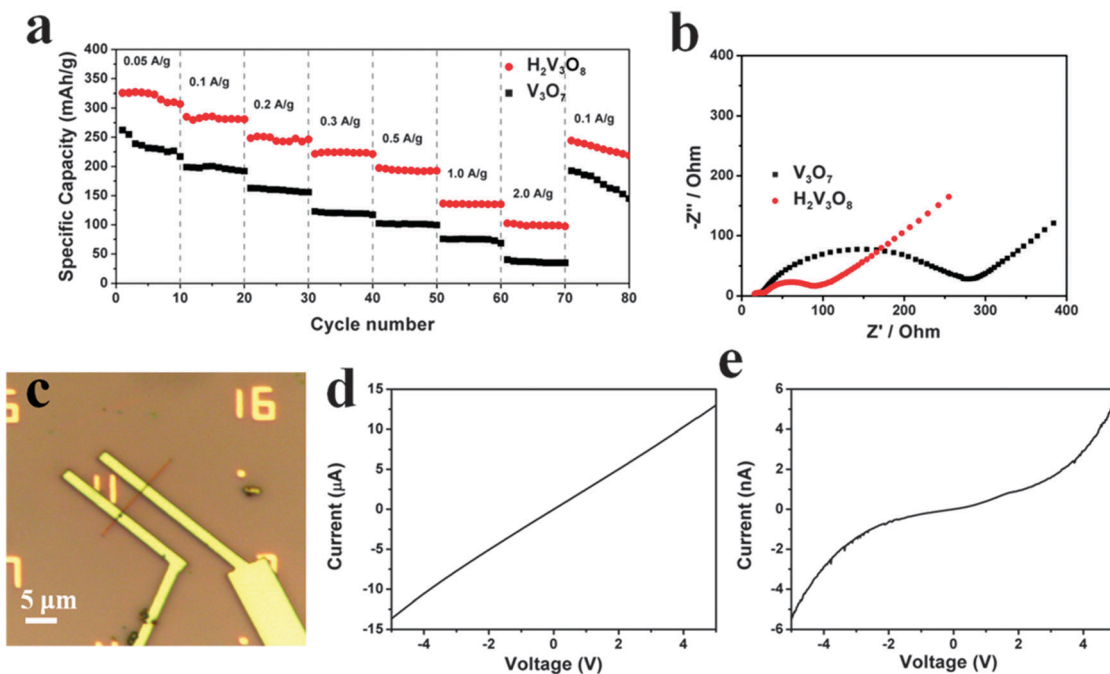 a
400
350
300
250
200
150
100
50
0
Specific Capacity (mAh/g)
0.05 A/g
0.1 A/g
0.2 A/g
0.3 A/g
0.5 A/g
1.0 A/g
2.0 A/g
0.1 A/g
H₂V₃O₈
V₃O₇
0 10 20 30 40 50 60 70 80
Cycle number
b
400
300
200
100
0
-Z'' / Ohm
V₃O₇
H₂V₃O₈
0 100 200 300 400
Z' / Ohm
c
16
11
7
5 μm
d
15
10
5
0
-5
-10
-15
Current (μA)
-4 -2 0 2 4
Voltage (V)
e
6
4
2
0
-2
-4
-6
Current (nA)
-4 -2 0 2 4
Voltage (V)